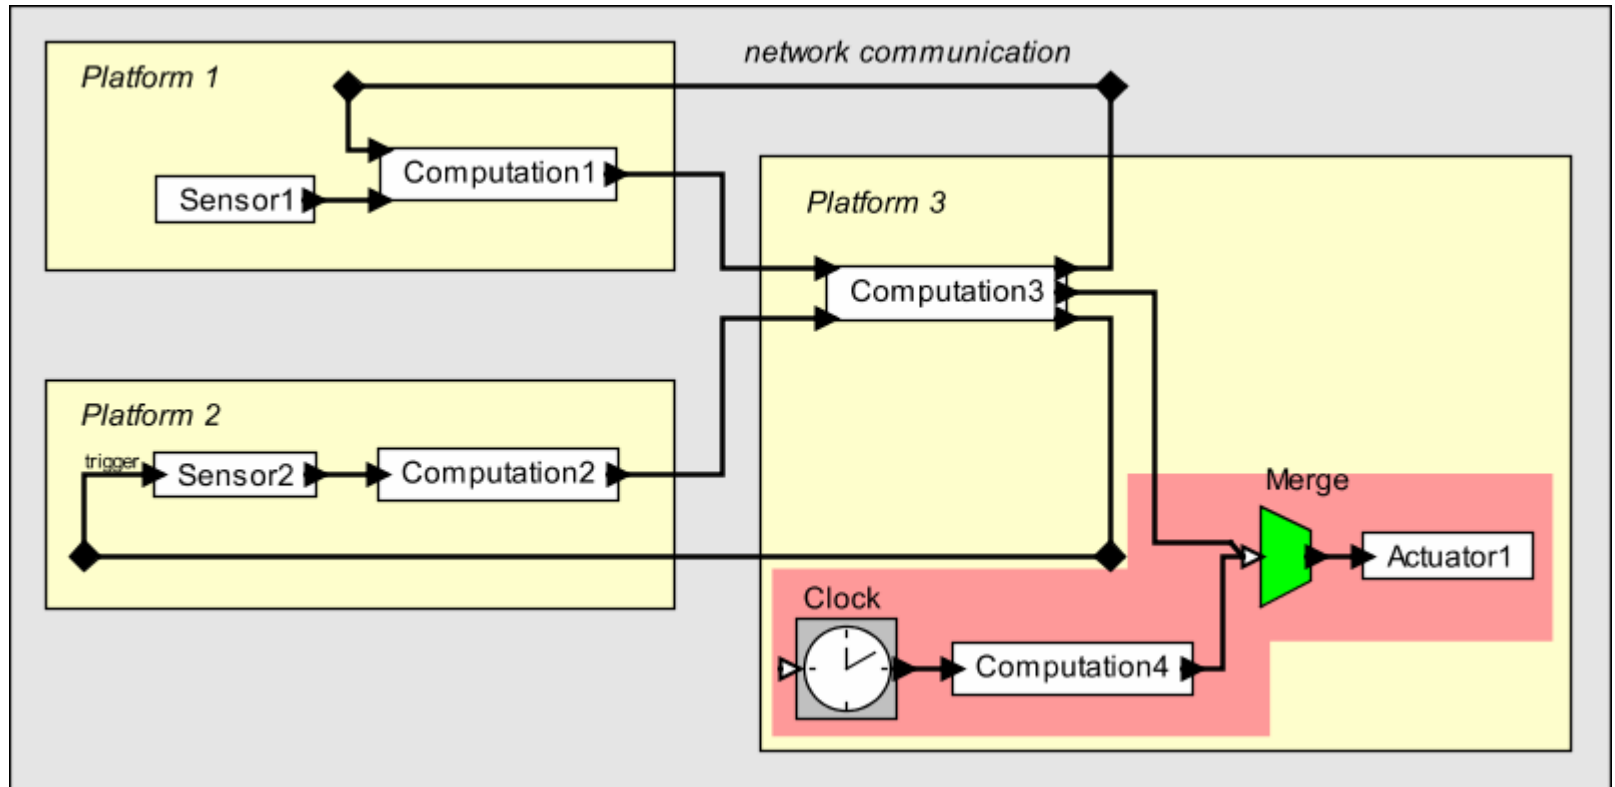 network communication
Platform 1
Computation1
Sensor1
Platform 3
Computation3
Platform 2
trigger
Sensor2
Computation2
Merge
Actuator1
Clock
Computation4